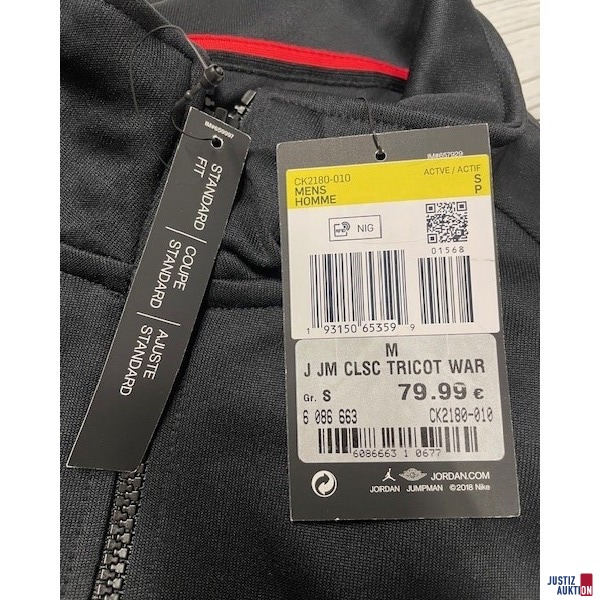 STANDARD
FIT
COUPE
STANDARD
AJUSTE
STANDARD
CK2180-010
MENS
HOMME
ACTVE / ACTIF
S
P
RFID
NIG
01568
1 93150 65359 9
M
J JM CLSC TRICOT WAR
Gr. S 79.99 €
6 086 663 CK2180-010
6086663 1 0677
JORDAN.COM
JORDAN JUMPMAN ©2018 Nike
JUSTIZ
AUKTION